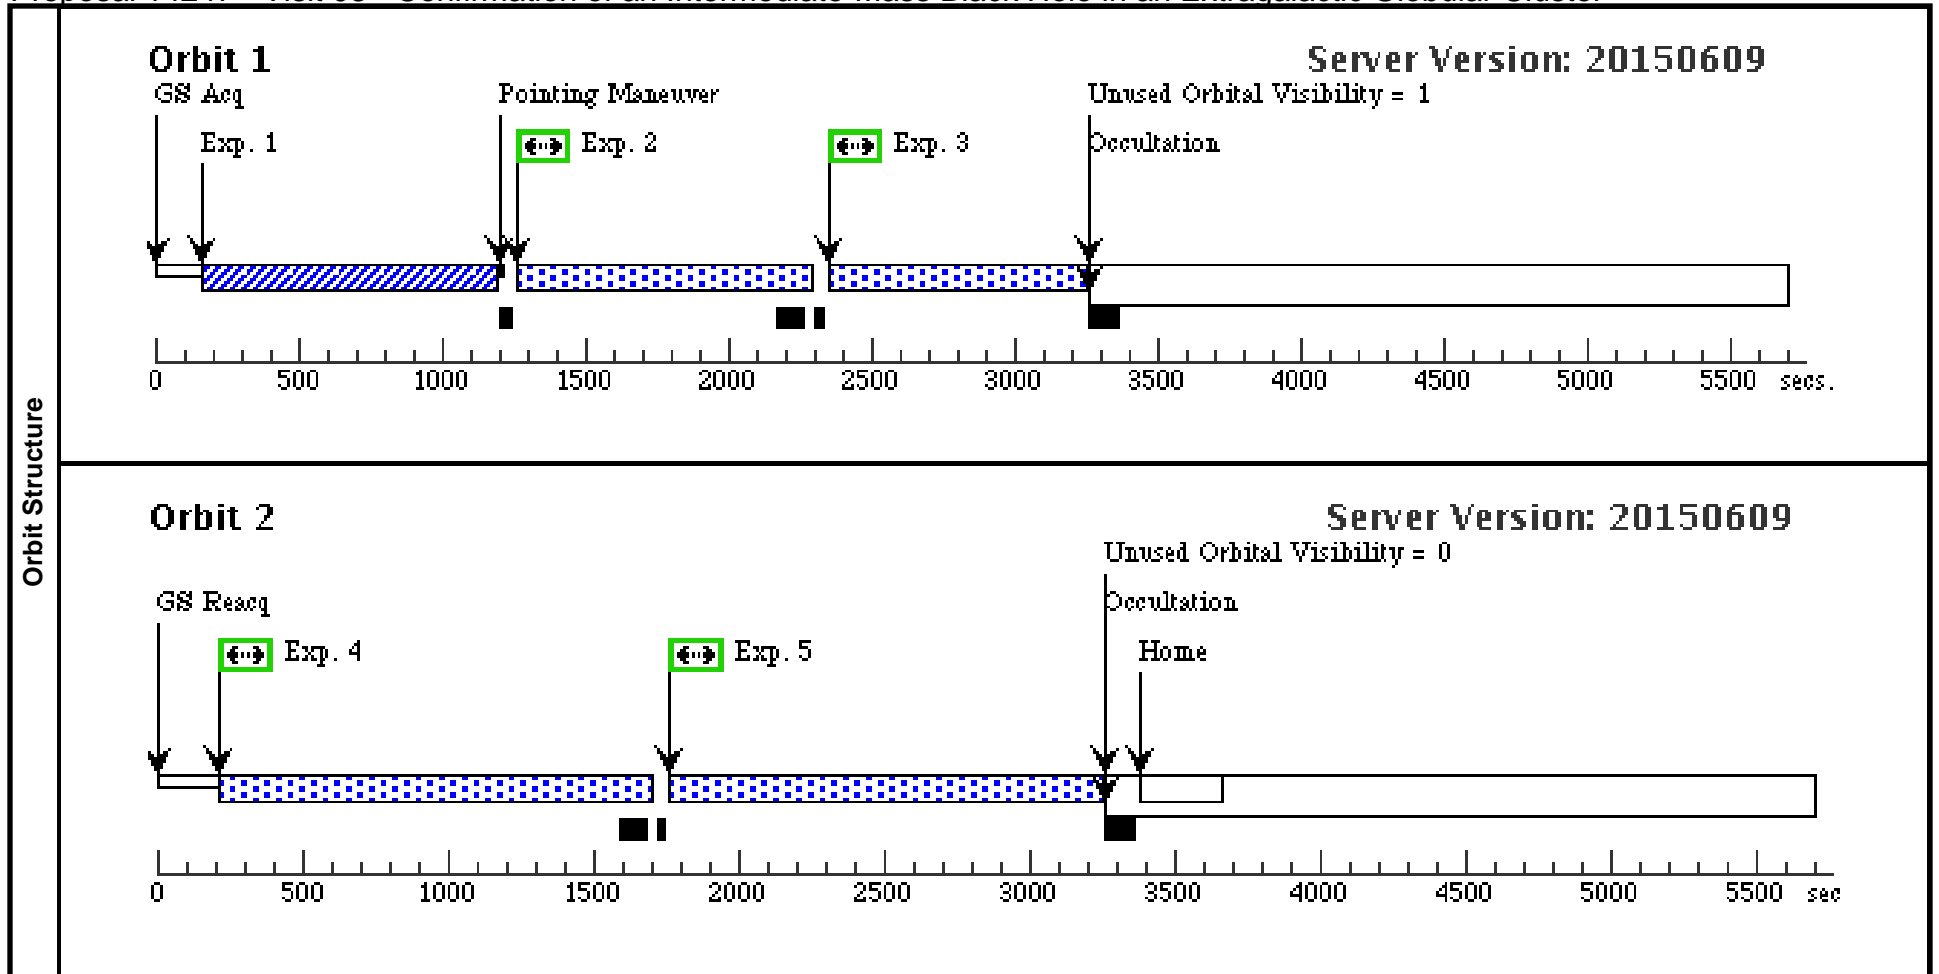 Orbit Structure
Orbit 1
Server Version: 20150609
GS Acq
Pointing Maneuver
Unused Orbital Visibility = 1
Exp. 1
Exp. 2
Exp. 3
Occultation
0 500 1000 1500 2000 2500 3000 3500 4000 4500 5000 5500 secs.
Orbit 2
Server Version: 20150609
Unused Orbital Visibility = 0
GS Reacq
Occultation
Exp. 4
Exp. 5
Home
0 500 1000 1500 2000 2500 3000 3500 4000 4500 5000 5500 sec